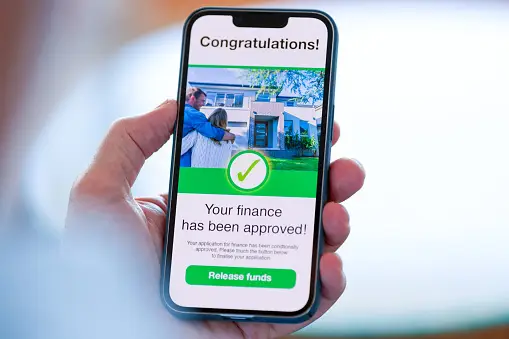 Congratulations!
Your finance
has been approved!
Your application for finance has been conditionally
approved. Please touch the button below
to finalise your application.
Release funds